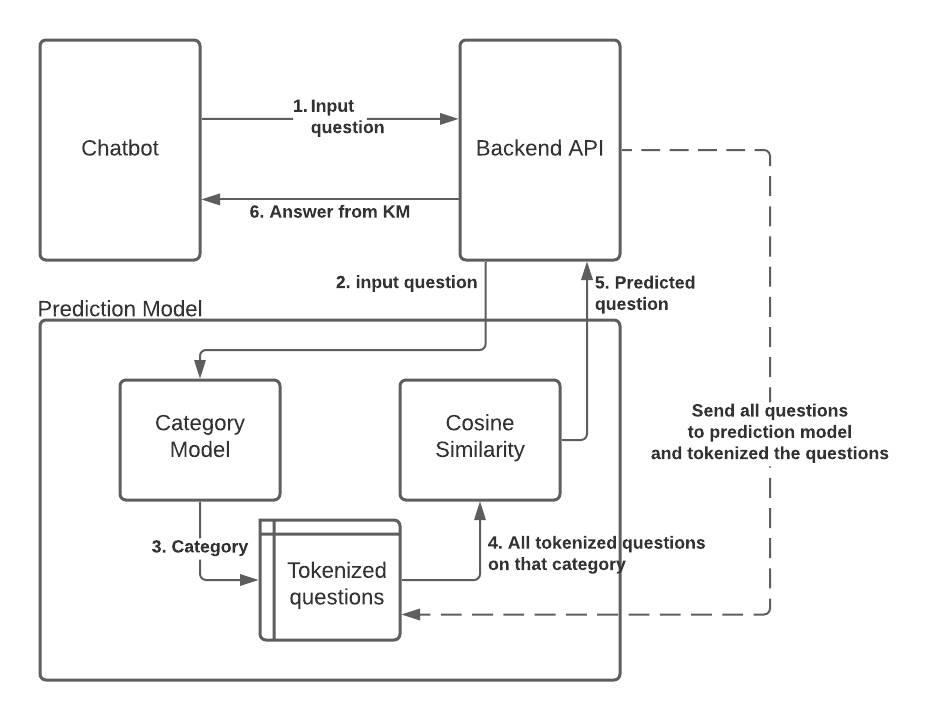 1. Input
question
Chatbot
Backend API
6. Answer from KM
2. input question
5. Predicted
question
Prediction Model
Category
Model
Cosine
Similarity
Send all questions
to prediction model
and tokenized the questions
3. Category
4. All tokenized questions
on that category
Tokenized
questions